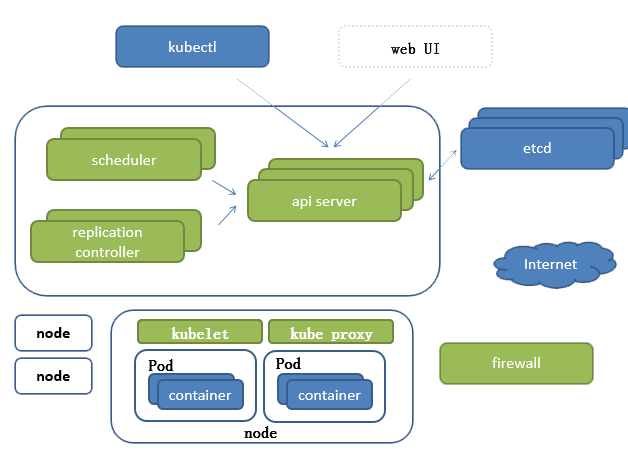 kubectl
web UI
scheduler
api server
etcd
replication
controller
Internet
node
node
kubelet
kube proxy
Pod
container
Pod
container
node
firewall